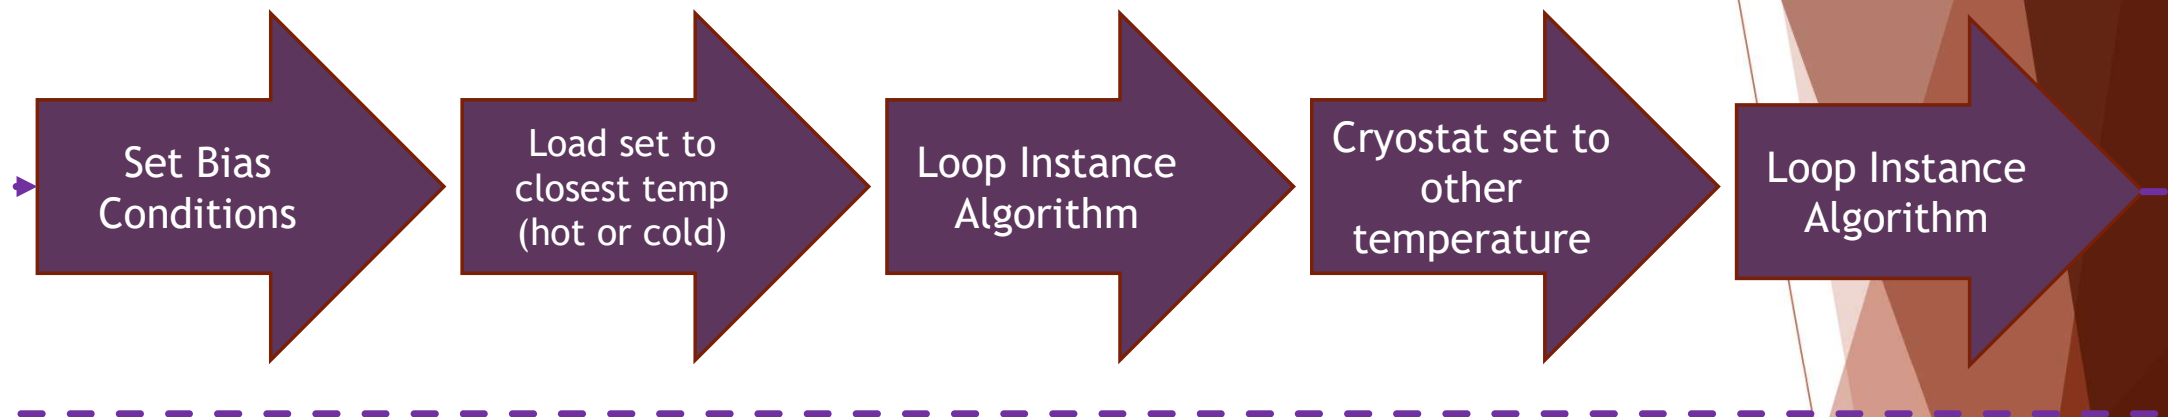 Set Bias
Conditions
Load set to
closest temp
(hot or cold)
Loop Instance
Algorithm
Cryostat set to
other
temperature
Loop Instance
Algorithm